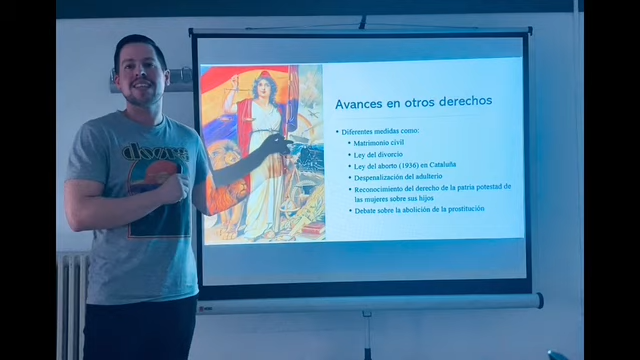 Avances en otros derechos
• Diferentes medidas como:
• Matrimonio civil
• Ley del divorcio
• Ley del aborto (1936) en Cataluña
• Despenalización del adulterio
• Reconocimiento del derecho de la patria potestad de
las mujeres sobre sus hijos
• Debate sobre la abolición de la prostitución
doors